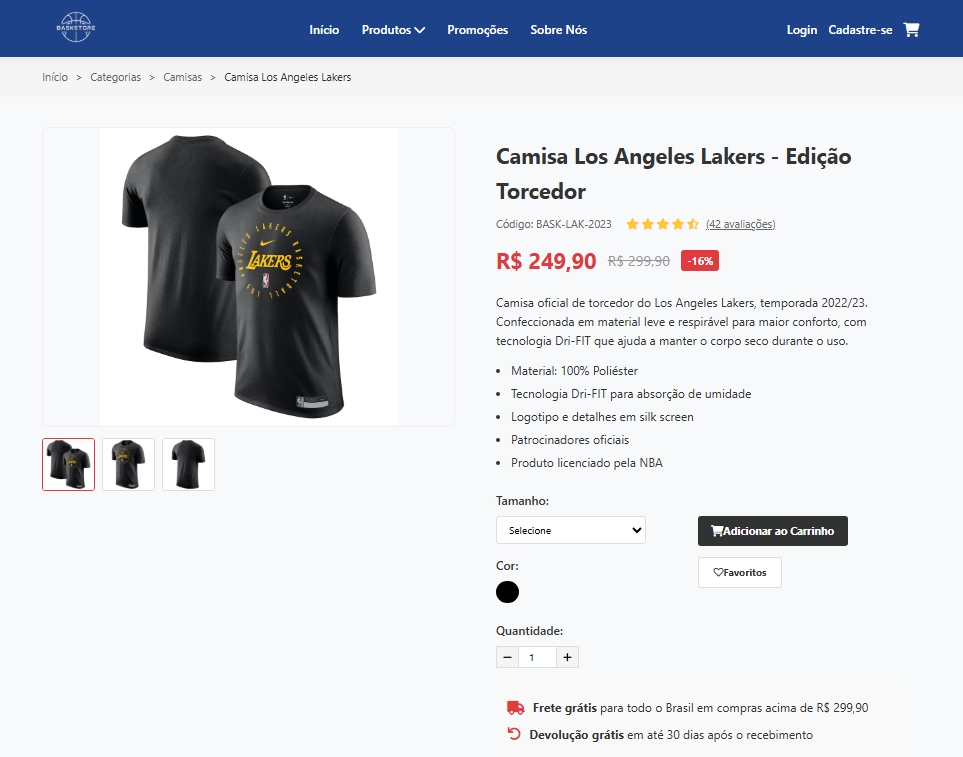 BASKSTORE
Início Produtos Promoções Sobre Nós Login Cadastre-se
Início > Categorias > Camisas > Camisa Los Angeles Lakers
LOS ANGELES LAKERS BASKETBALL
LAKERS
Camisa Los Angeles Lakers - Edição
Torcedor
Código: BASK-LAK-2023 (42 avaliações)
R$ 249,90 R$ 299,90 -16%
Camisa oficial de torcedor do Los Angeles Lakers, temporada 2022/23.
Confeccionada em material leve e respirável para maior conforto, com
tecnologia Dri-FIT que ajuda a manter o corpo seco durante o uso.
• Material: 100% Poliéster
• Tecnologia Dri-FIT para absorção de umidade
• Logotipo e detalhes em silk screen
• Patrocinadores oficiais
• Produto licenciado pela NBA
Tamanho:
Selecione
Adicionar ao Carrinho
Cor:
Favoritos
Quantidade:
− 1 +
Frete grátis para todo o Brasil em compras acima de R$ 299,90
Devolução grátis em até 30 dias após o recebimento